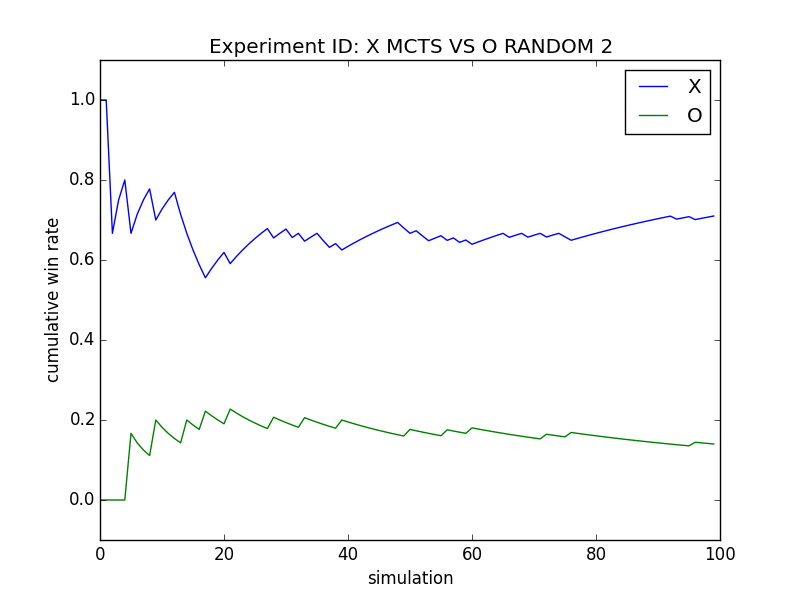 Experiment ID: X MCTS VS O RANDOM 2
X
O
1.0
0.8
0.6
0.4
0.2
0.0
cumulative win rate
0 20 40 60 80 100
simulation